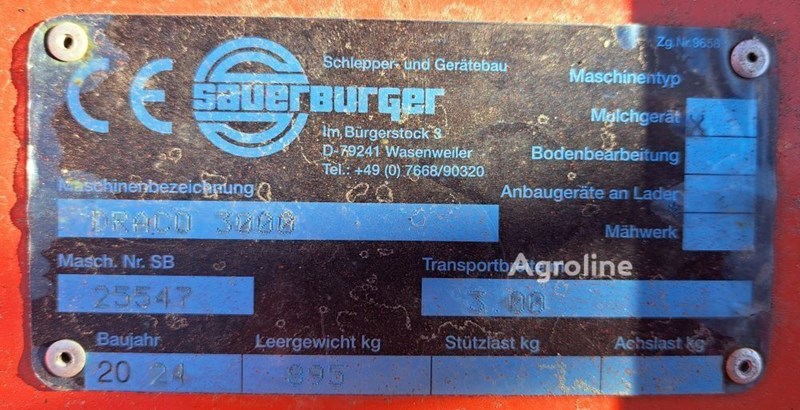 Zg.Nr.9658
CE
sauerburger
Schlepper- und Gerätebau
Im Bürgerstock 3
D-79241 Wasenweiler
Tel.: +49 (0) 7668/90320
Maschinentyp
Mulchgerät X
Bodenbearbeitung
Anbaugeräte an Lader
Mähwerk
Maschinenbezeichnung
DRACO 3000
Masch. Nr. SB
25547
Transportbreite
3.00
Agroline
Baujahr Leergewicht kg Stützlast kg Achslast kg
20 24 895